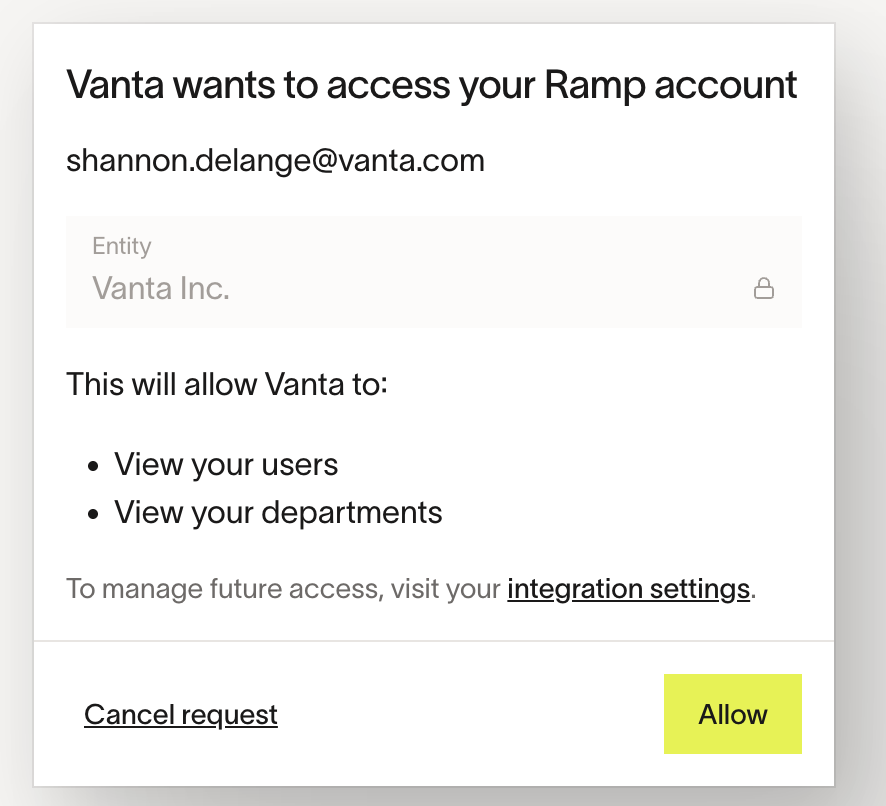 Vanta wants to access your Ramp account
shannon.delange@vanta.com
Entity
Vanta Inc.
This will allow Vanta to:
• View your users
• View your departments
To manage future access, visit your integration settings.
Cancel request
Allow